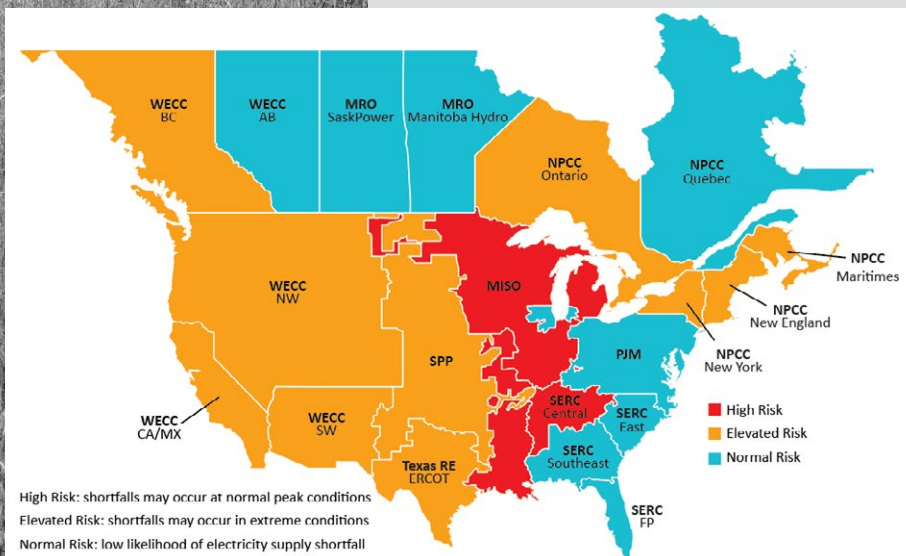 WECC
BC
WECC
AB
MRO
SaskPower
MRO
Manitoba Hydro
NPCC
Ontario
NPCC
Quebec
NPCC
Maritimes
NPCC
New England
NPCC
New York
WECC
NW
MISO
SPP
PJM
WECC
CA/MX
WECC
SW
SERC
Central
SERC
East
SERC
Southeast
SERC
FP
Texas RE
ERCOT
High Risk
Elevated Risk
Normal Risk
High Risk: shortfalls may occur at normal peak conditions
Elevated Risk: shortfalls may occur in extreme conditions
Normal Risk: low likelihood of electricity supply shortfall